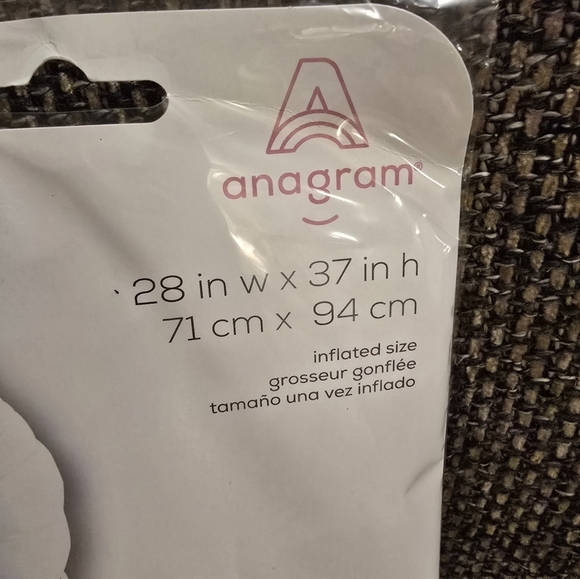 anagram®
28 in w x 37 in h
71 cm x 94 cm
inflated size
grosseur gonflée
tamaño una vez inflado